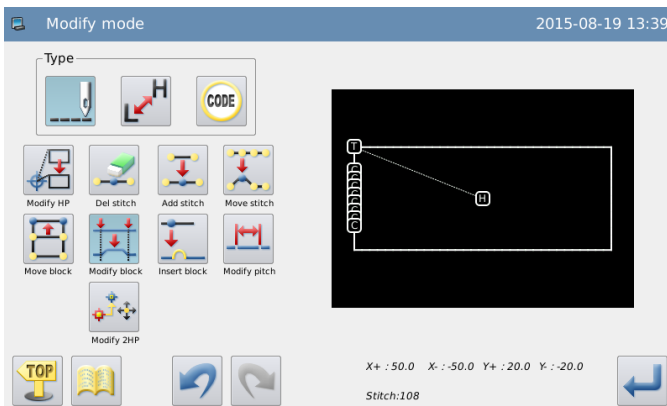 Modify mode
2015-08-19 13:39
Type
L H
CODE
Modify HP
Del stitch
Add stitch
Move stitch
Move block
Modify block
Insert block
Modify pitch
Modify 2HP
T
H
C
TOP
X+ : 50.0 X- : -50.0 Y+ : 20.0 Y- : -20.0
Stitch:108